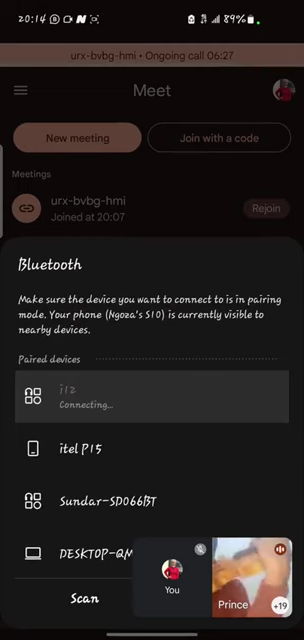 20:14
89%
urx-bvbg-hmi • Ongoing call 06:27
Meet
New meeting
Join with a code
Meetings
urx-bvbg-hmi
Joined at 20:07
Rejoin
Bluetooth
Make sure the device you want to connect to is in pairing
mode. Your phone (Ngoza's S10) is currently visible to
nearby devices.
Paired devices
i12
Connecting...
itel P15
Sundar-SD066BT
DESKTOP-QM
You
Prince
+19
Scan